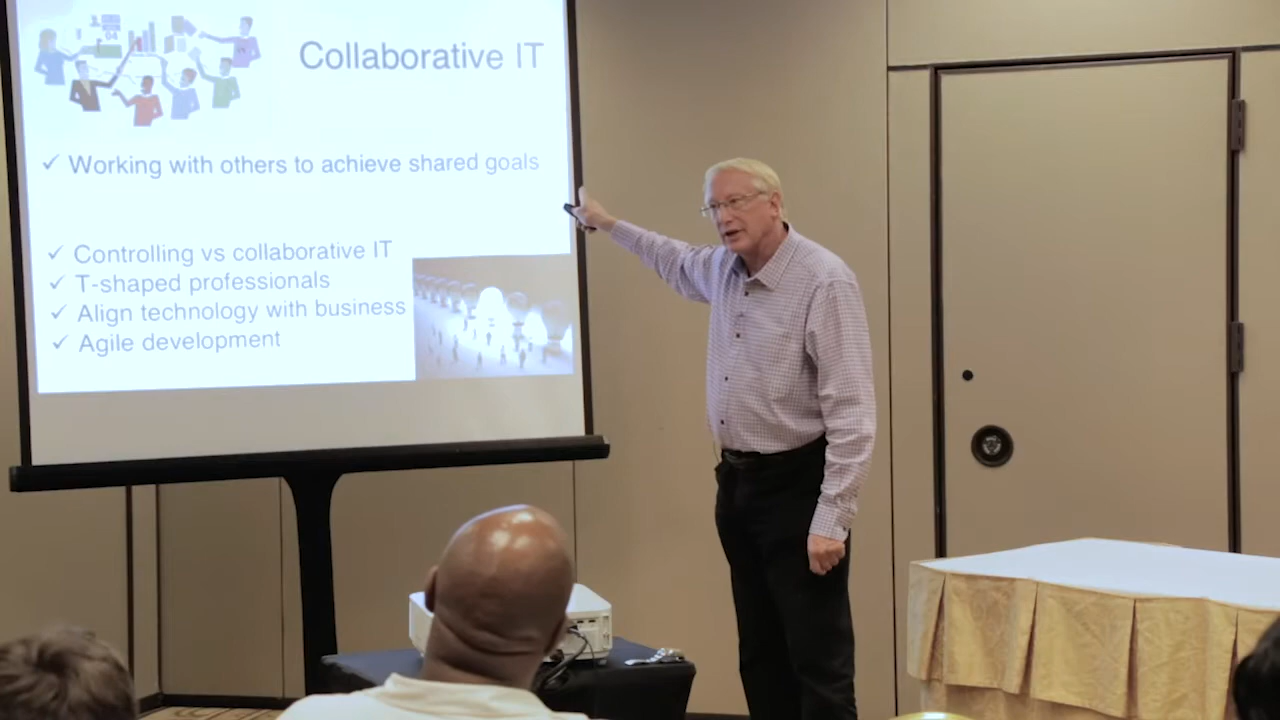 Collaborative IT
✓ Working with others to achieve shared goals
✓ Controlling vs collaborative IT
✓ T-shaped professionals
✓ Align technology with business
✓ Agile development